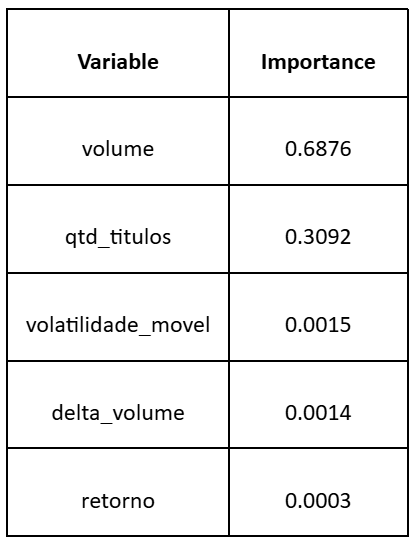 Variable Importance
volume 0.6876
qtd_titulos 0.3092
volatilidade_movel 0.0015
delta_volume 0.0014
retorno 0.0003